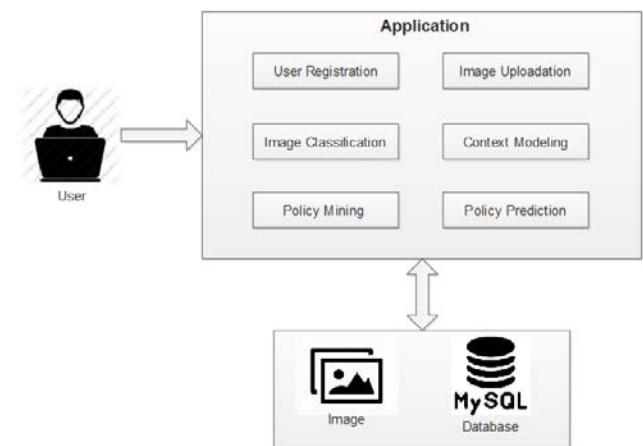 Application
User Registration
Image Uploadation
Image Classification
Context Modeling
Policy Mining
Policy Prediction
User
Image
MySQL
Database